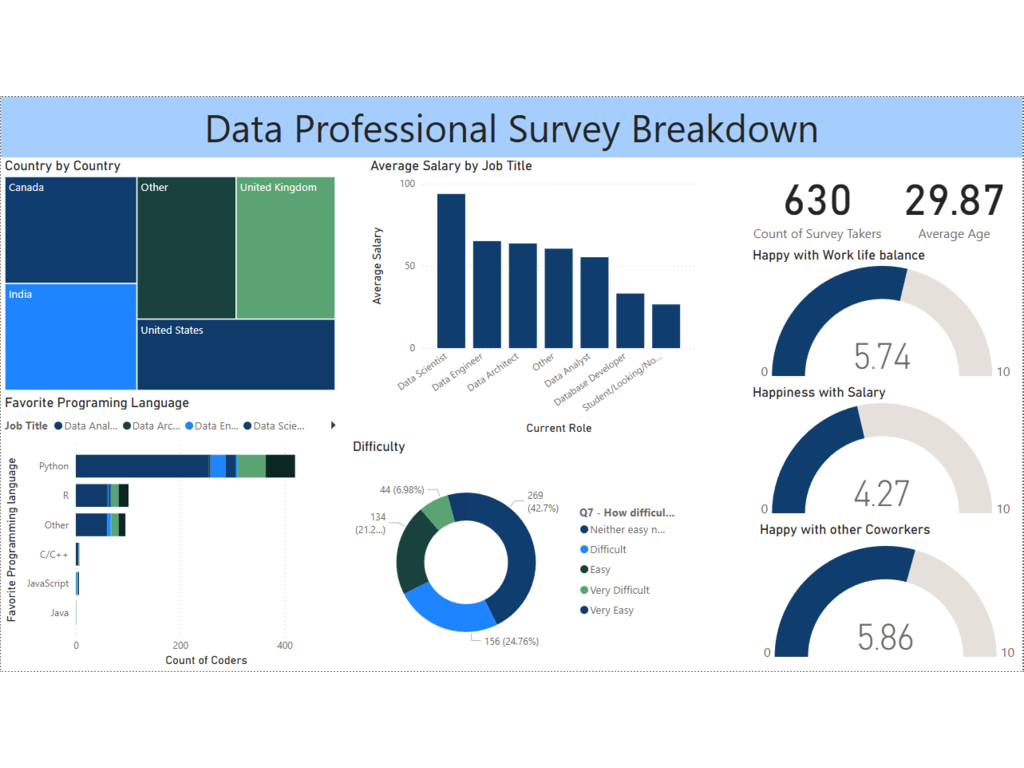 Data Professional Survey Breakdown
Country by Country
Canada
Other
United Kingdom
India
United States
Average Salary by Job Title
Average Salary
100
50
0
Data Scientist
Data Engineer
Data Architect
Other
Data Analyst
Database Developer
Student/Looking/No...
Current Role
630
Count of Survey Takers
29.87
Average Age
Happy with Work life balance
5.74
0
10
Happiness with Salary
4.27
0
10
Happy with other Coworkers
5.86
0
10
Favorite Programing Language
Job Title
Data Anal...
Data Arc...
Data En...
Data Scie...
Favorite Programming language
Python
R
Other
C/C++
JavaScript
Java
0
200
400
Count of Coders
Difficulty
44 (6.98%)
269
(42.7%)
134
(21.2...)
156 (24.76%)
Q7 - How difficul...
Neither easy n...
Difficult
Easy
Very Difficult
Very Easy